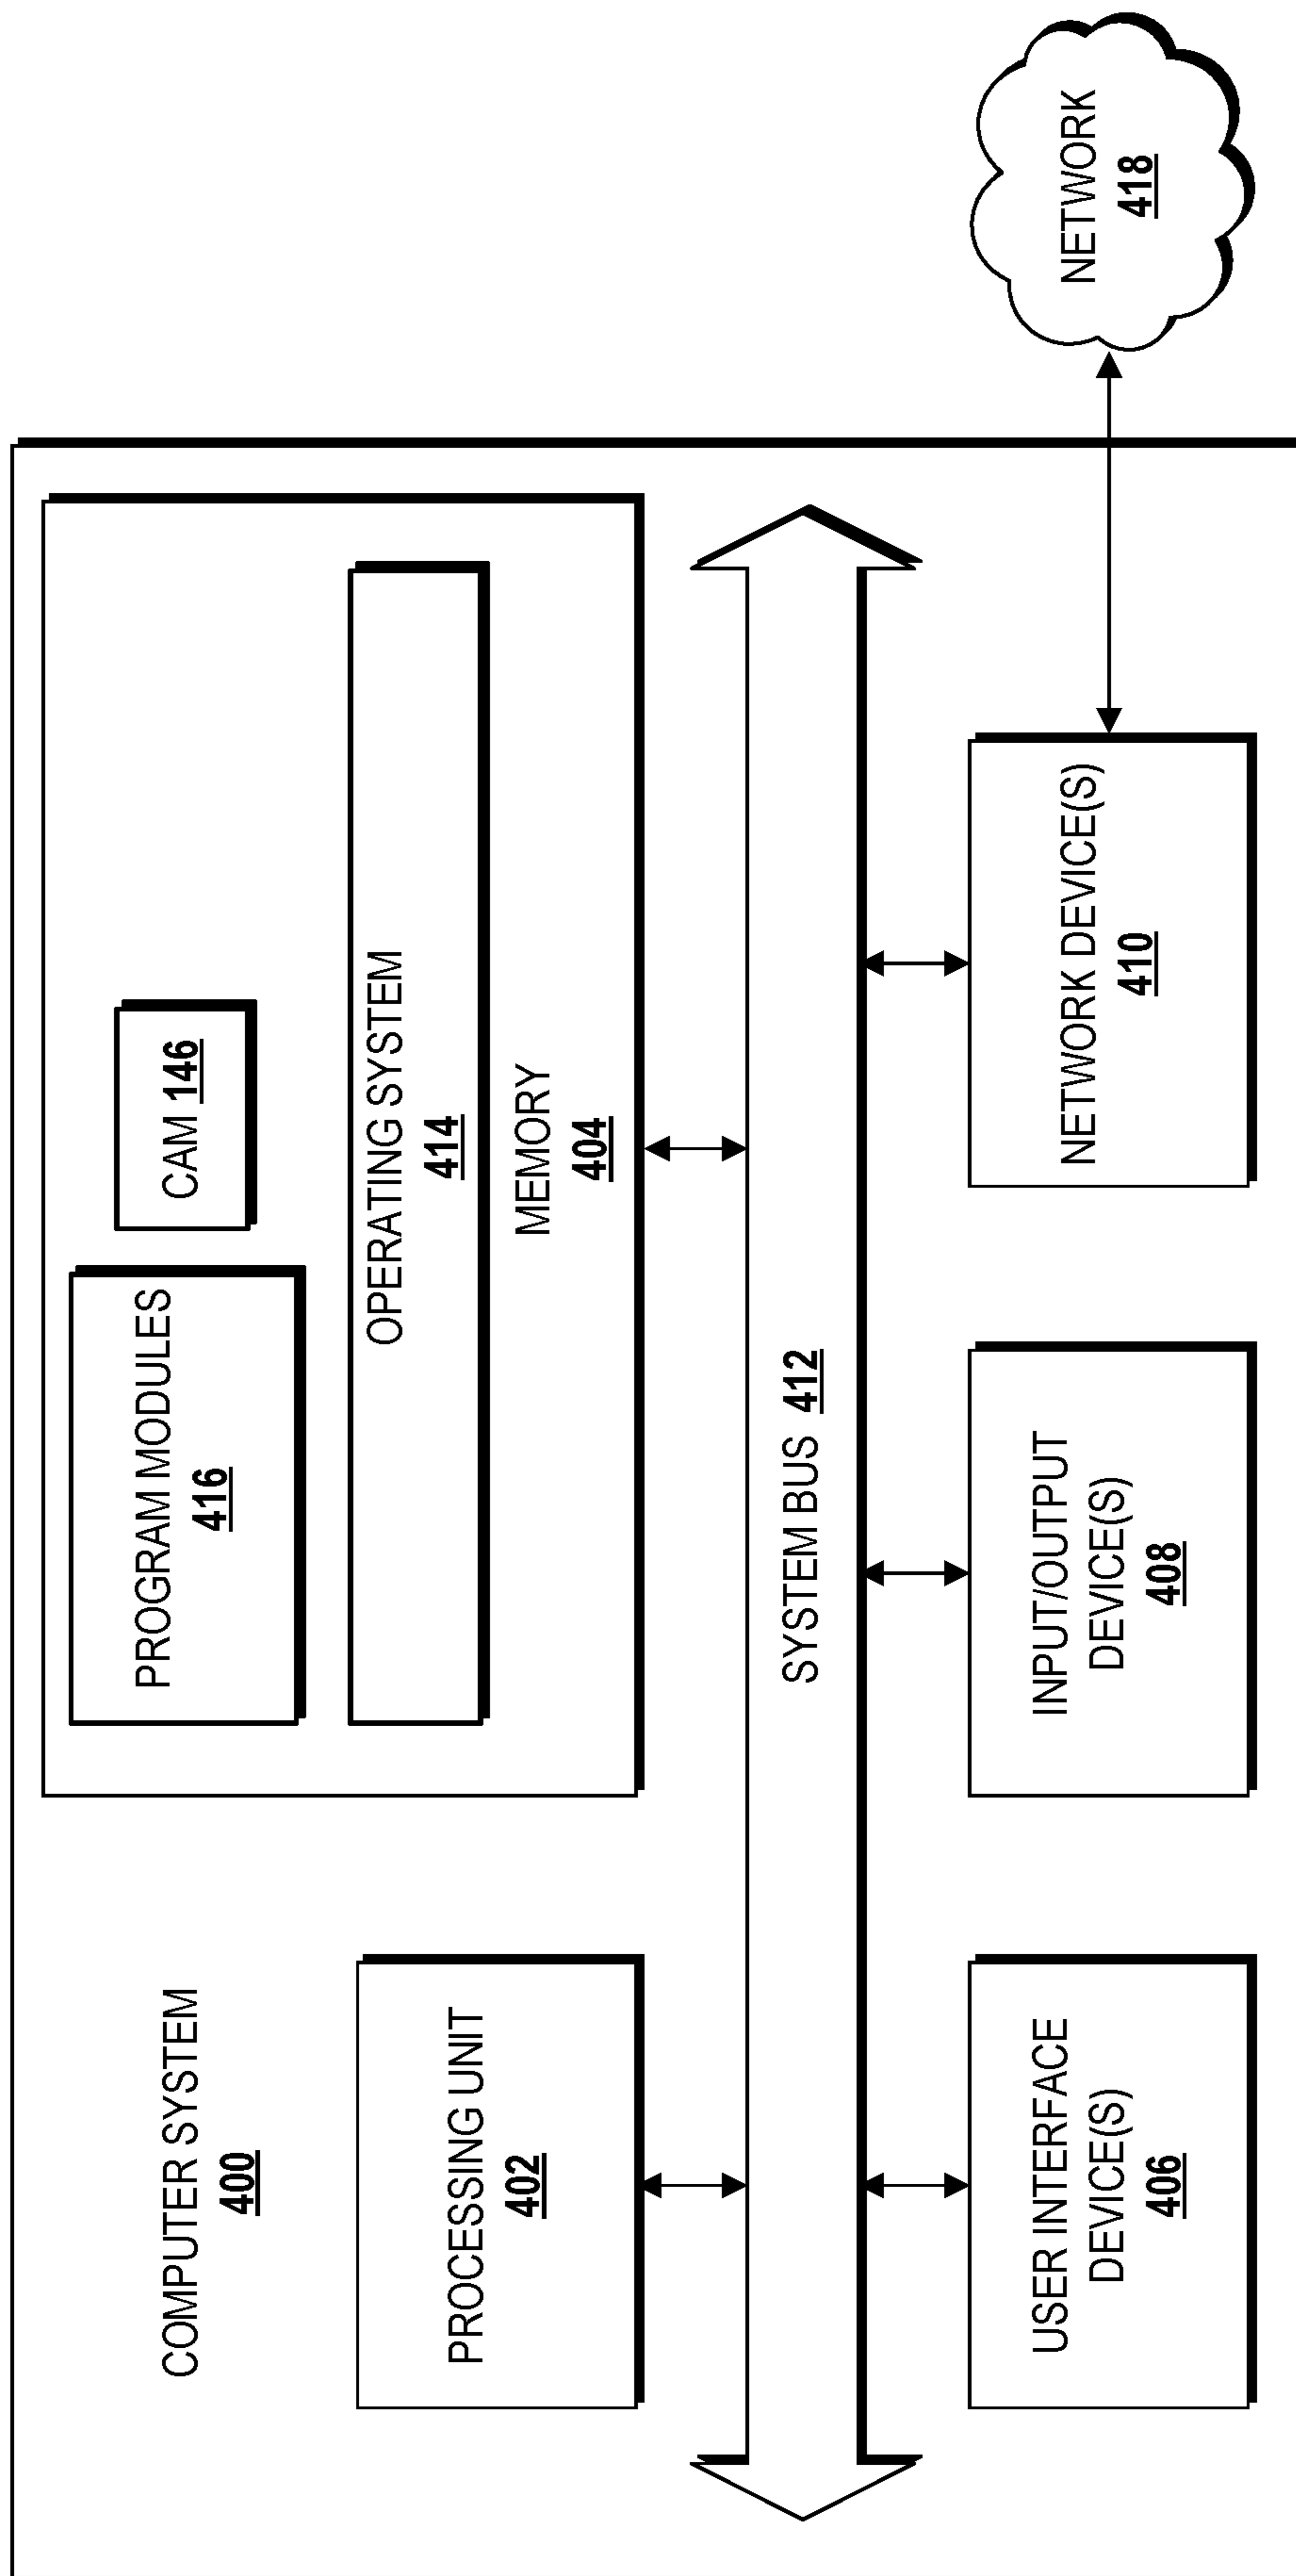 COMPUTER SYSTEM
400
PROCESSING UNIT
402
PROGRAM MODULES
416
CAM 146
OPERATING SYSTEM
414
MEMORY
404
SYSTEM BUS 412
USER INTERFACE
DEVICE(S)
406
INPUT/OUTPUT
DEVICE(S)
408
NETWORK DEVICE(S)
410
NETWORK
418